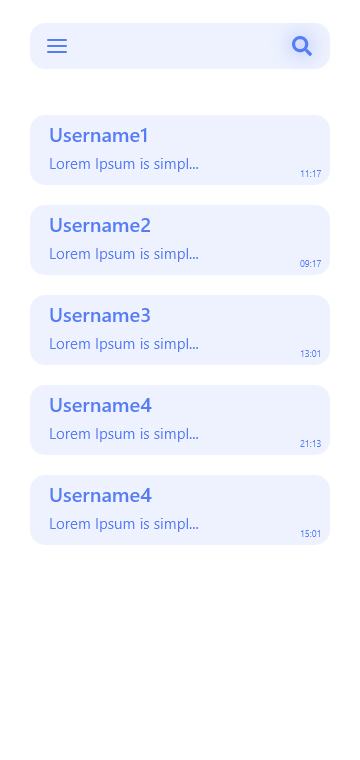 Username1
Lorem Ipsum is simpl...
11:17
Username2
Lorem Ipsum is simpl...
09:17
Username3
Lorem Ipsum is simpl...
13:01
Username4
Lorem Ipsum is simpl...
21:13
Username4
Lorem Ipsum is simpl...
15:01